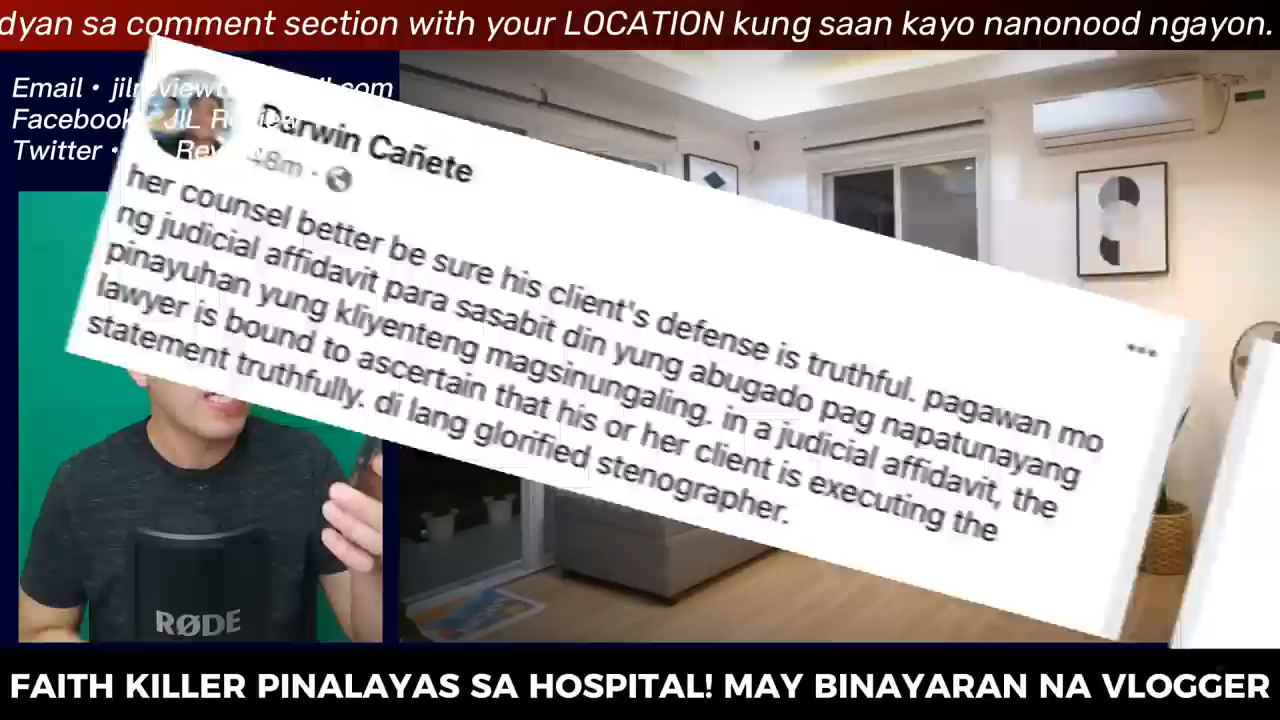 dyan sa comment section with your LOCATION kung saan kayo nanonood ngayon.
Email •
Facebook • JIL Review
Twitter •
Darwin Cañete
48m
her counsel better be sure his client's defense is truthful. pagawan mo
ng judicial affidavit para sasabit din yung abugado pag napatunayang
pinayuhan yung kliyenteng magsinungaling. in a judicial affidavit, the
lawyer is bound to ascertain that his or her client is executing the
statement truthfully. di lang glorified stenographer.
RØDE
FAITH KILLER PINALAYAS SA HOSPITAL! MAY BINAYARAN NA VLOGGER